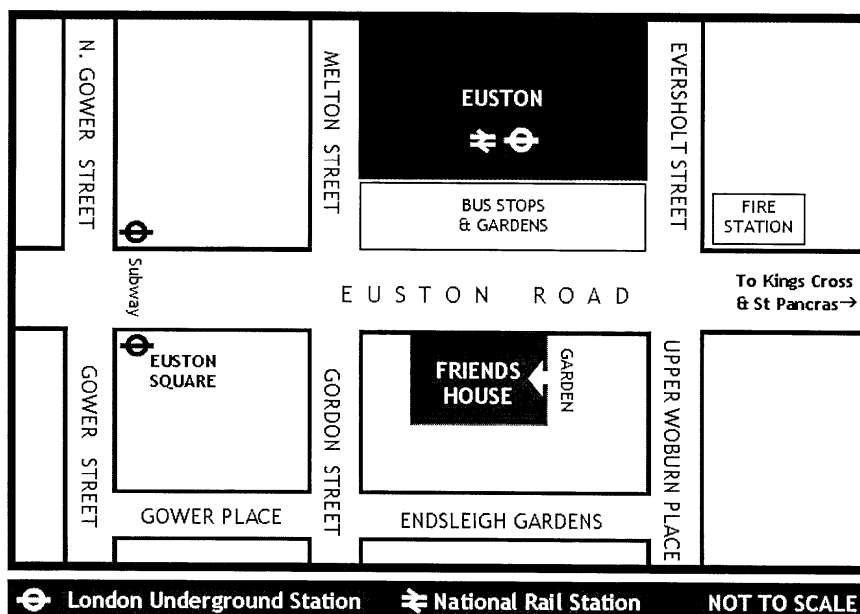 N. GOWER STREET
MELTON STREET
EUSTON
EVERSHOLT STREET
BUS STOPS
& GARDENS
FIRE
STATION
Subway
EUSTON ROAD
To Kings Cross
& St Pancras→
EUSTON
SQUARE
GOWER STREET
GORDON STREET
FRIENDS
HOUSE
GARDEN
UPPER WOBURN PLACE
GOWER PLACE
ENDSLEIGH GARDENS
London Underground Station
National Rail Station
NOT TO SCALE